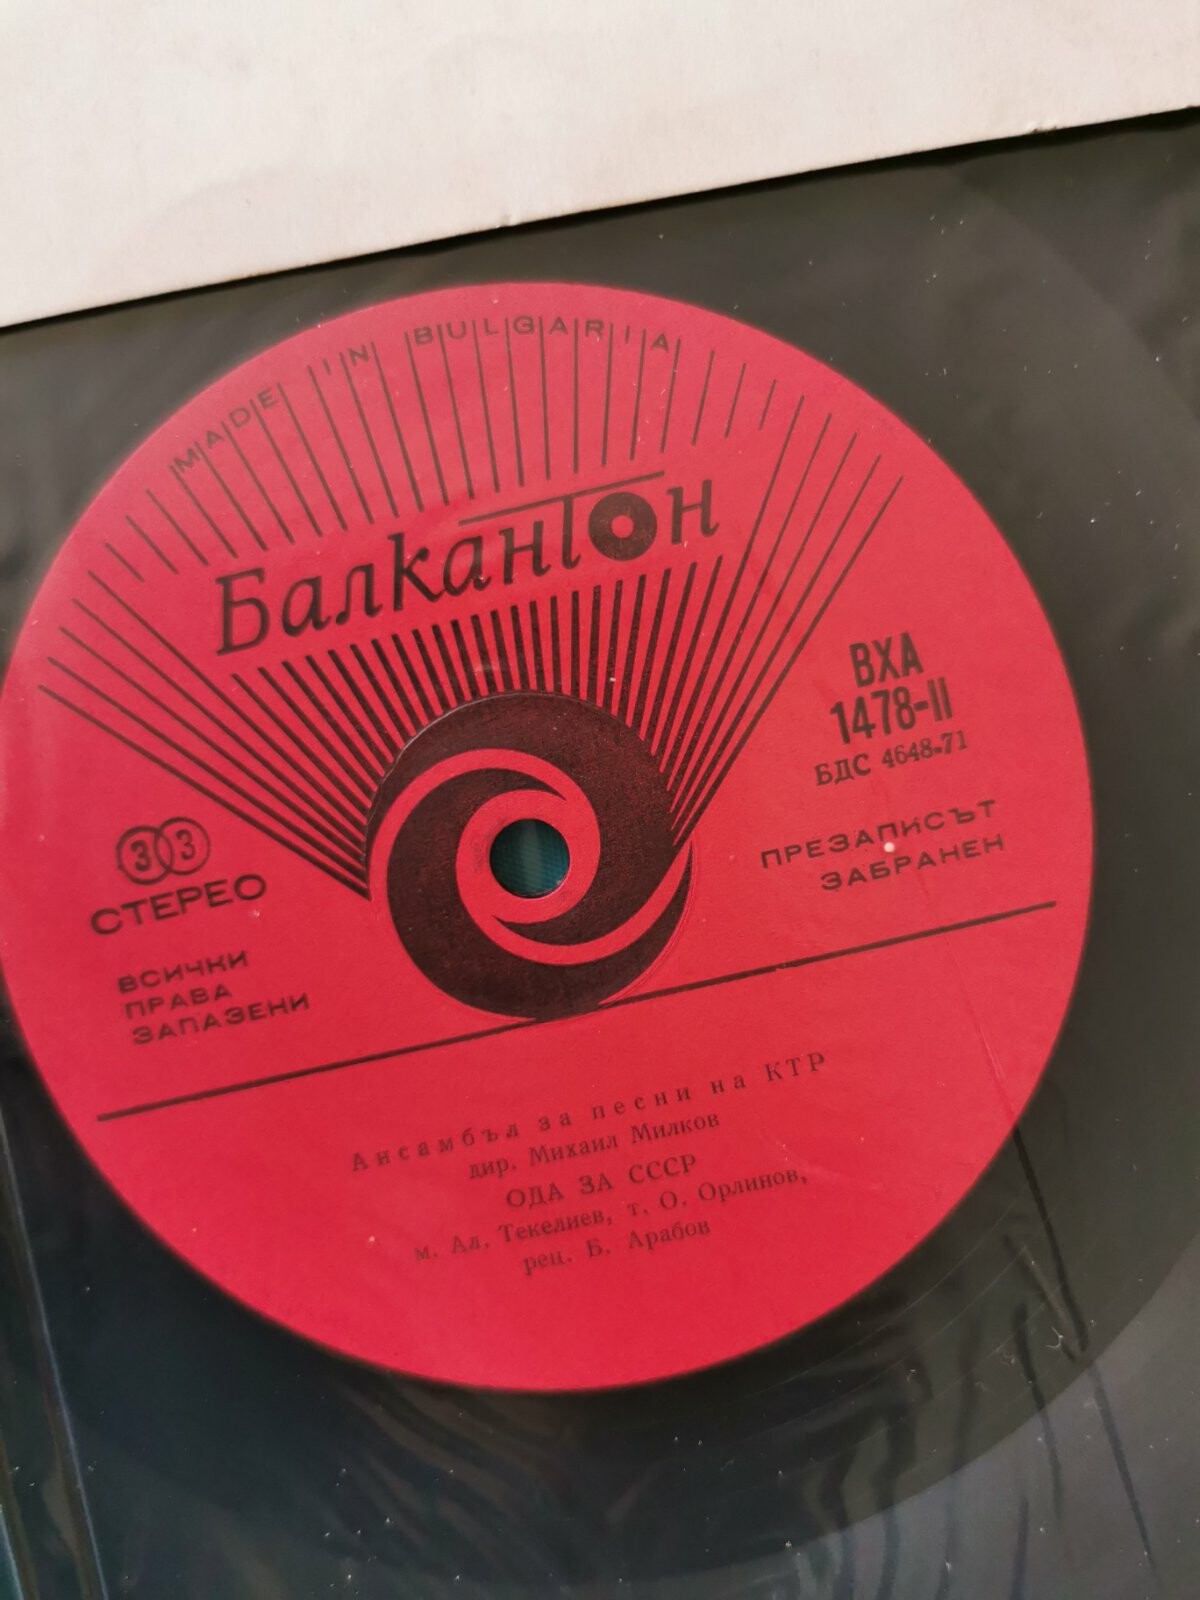 MADE IN BULGARIA
Балкантон
ВХА
1478-II
БДС 4648-71
ПРЕЗАПИСЪТ
ЗАБРАНЕН
33
СТЕРЕО
ВСИЧКИ
ПРАВА
ЗАПАЗЕНИ
Ансамбъл за песни на КТР
дир. Михаил Милков
ОДА ЗА СССР
м. Ал. Текелиев, т. О. Орлинов,
рец. Б. Арабов